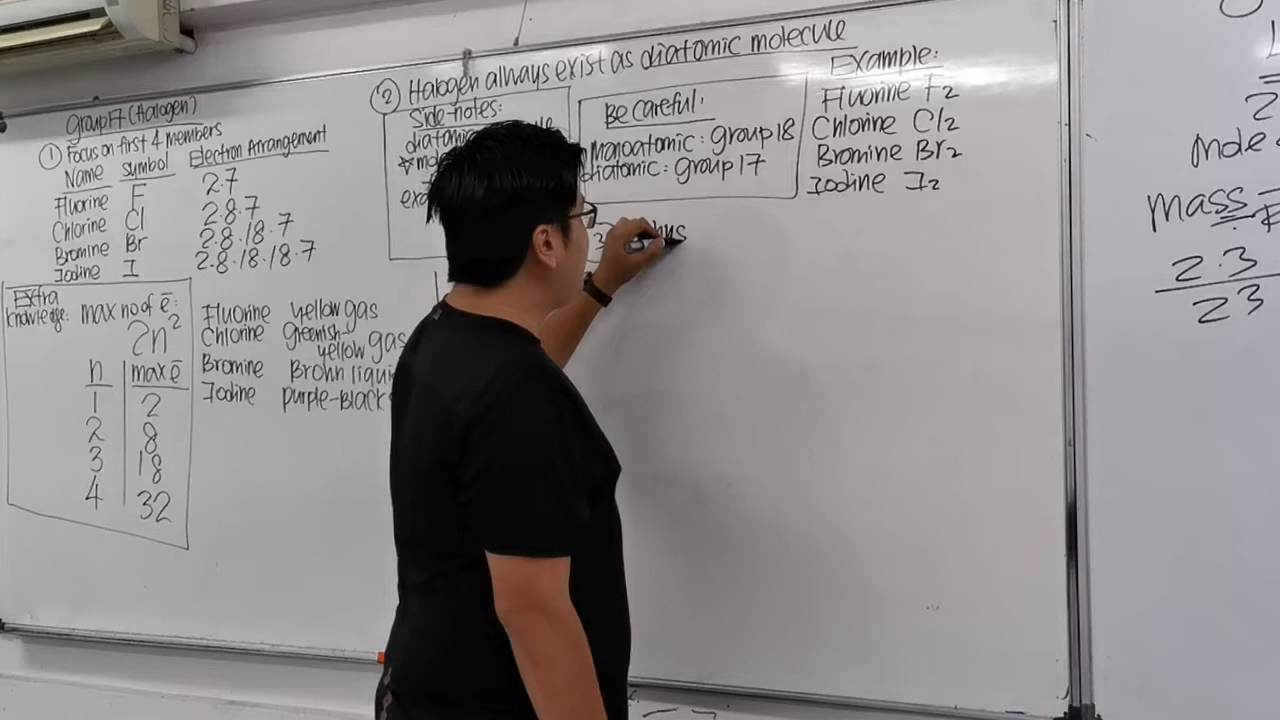 Group 17 (Halogen)
① Focus on first 4 members
Name Symbol Electron Arrangement
Fluorine F 2.7
Chlorine Cl 2.8.7
Bromine Br 2.8.18.7
Iodine I 2.8.18.18.7
Extra
knowledge: max no of ē:
2n²
n max ē
1 2
2 8
3 18
4 32
Fluorine yellow gas
Chlorine greenish-
yellow gas
Bromine Brown
Iodine purple-Black
② Halogen always exist as diatomic molecule
Side-notes:
Be Careful:
monoatomic: group 18
diatomic: group 17
Example:
Fluorine F₂
Chlorine Cl₂
Bromine Br₂
Iodine I₂
3
2
mass
2.3
23